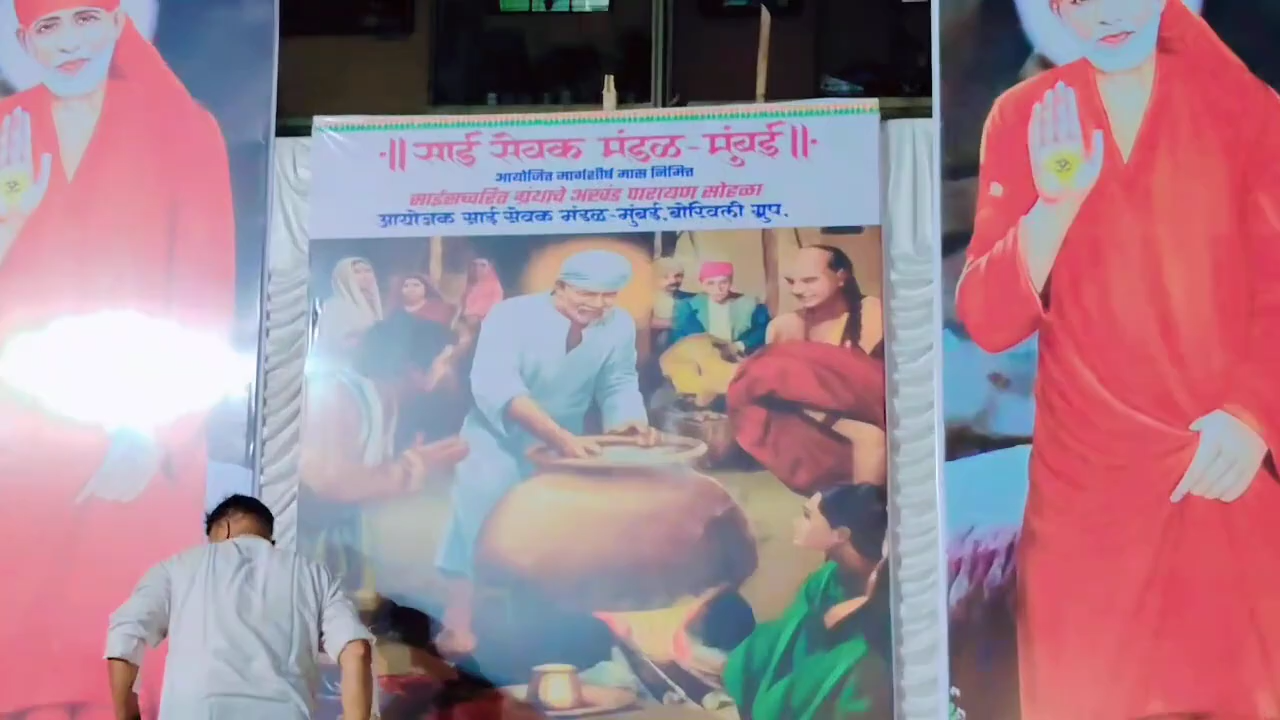 ॥ साई सेवक मंडळ-मुंबई ॥
आयोजित मार्गशीर्ष मास निमित्त
साईसच्चरित ग्रंथाचे अखंड पारायण सोहळा
आयोजक साई सेवक मंडळ-मुंबई, बोरिवली ग्रुप.
ॐ
ॐ